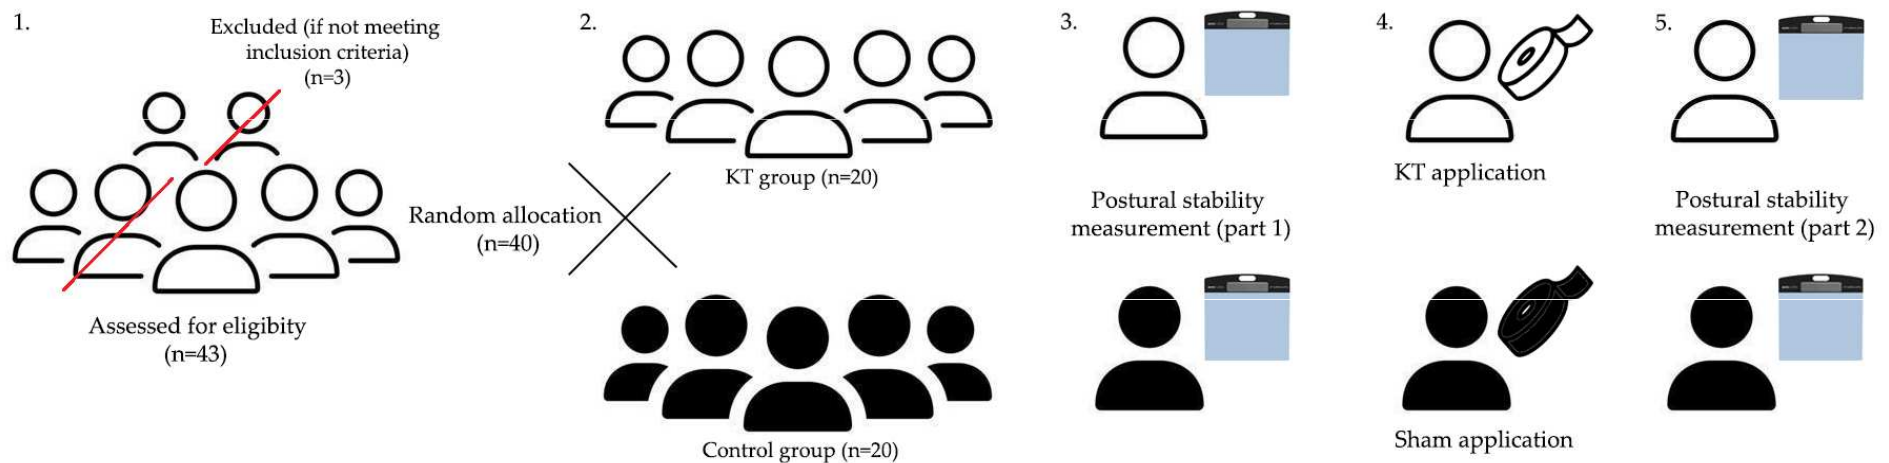 1.
Excluded (if not meeting
inclusion criteria)
(n=3)
Assessed for eligibity
(n=43)
Random allocation
(n=40)
2.
KT group (n=20)
Control group (n=20)
3.
Postural stability
measurement (part 1)
4.
KT application
Sham application
5.
Postural stability
measurement (part 2)